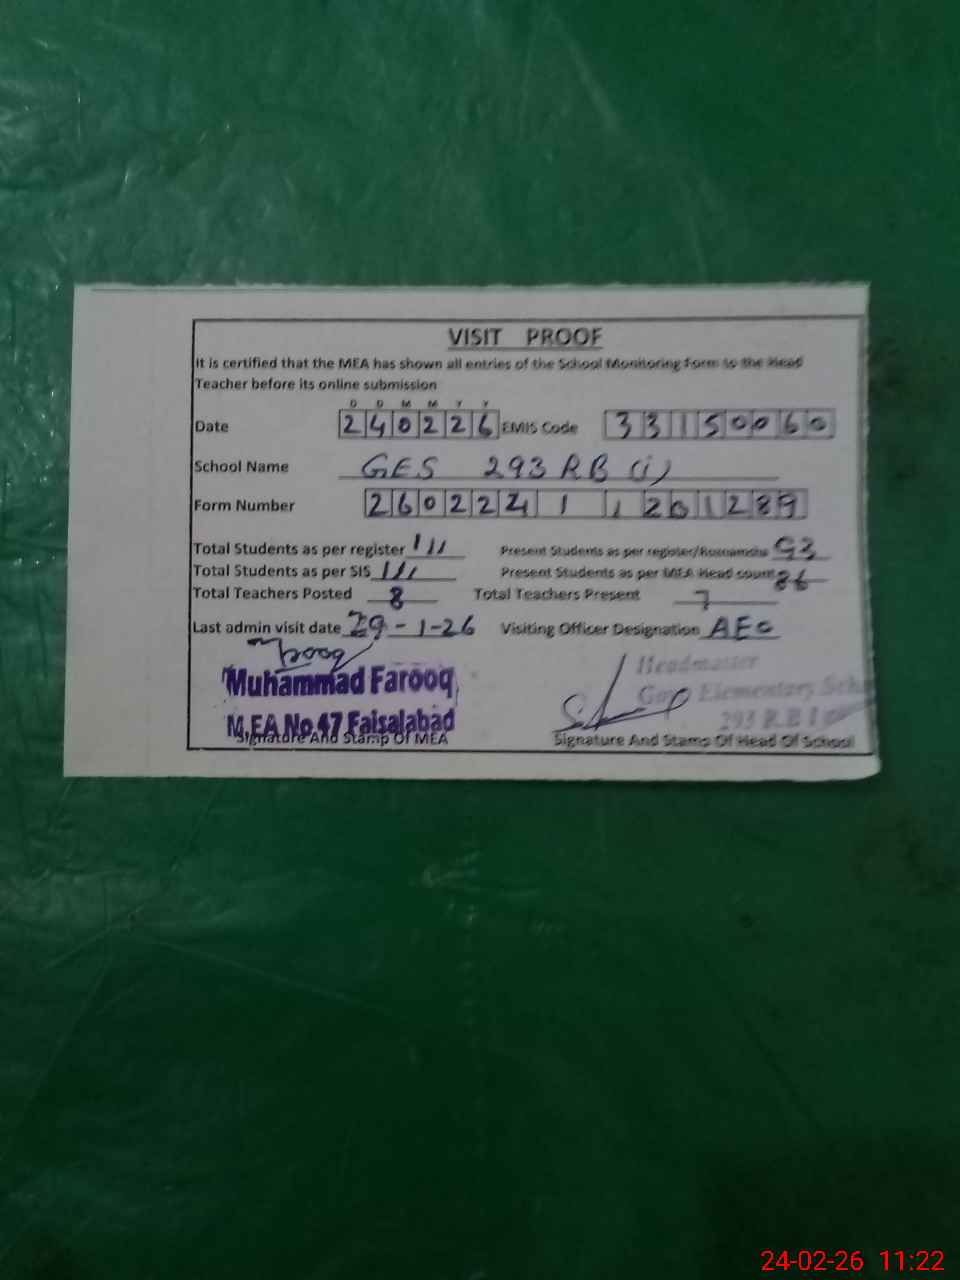 VISIT PROOF
It is certified that the MEA has shown all entries of the School Monitoring Form to the Head
Teacher before its online submission
D D M M Y Y
Date 240226 EMIS Code 33150060
School Name GES 293 RB (i)
Form Number 2602241 1201289
Total Students as per register 111 Present Students as per register/Roznamcha 93
Total Students as per SIS 111 Present Students as per MEA Head count 86
Total Teachers Posted 8 Total Teachers Present 7
Last admin visit date 29-1-26 Visiting Officer Designation AEO
Muhammad Farooq
M.EA No.47 Faisalabad
Signature And Stamp Of MEA
Headmaster
Govt Elementary
293 R.B
Signature And Stamp Of Head Of School
24-02-26 11:22